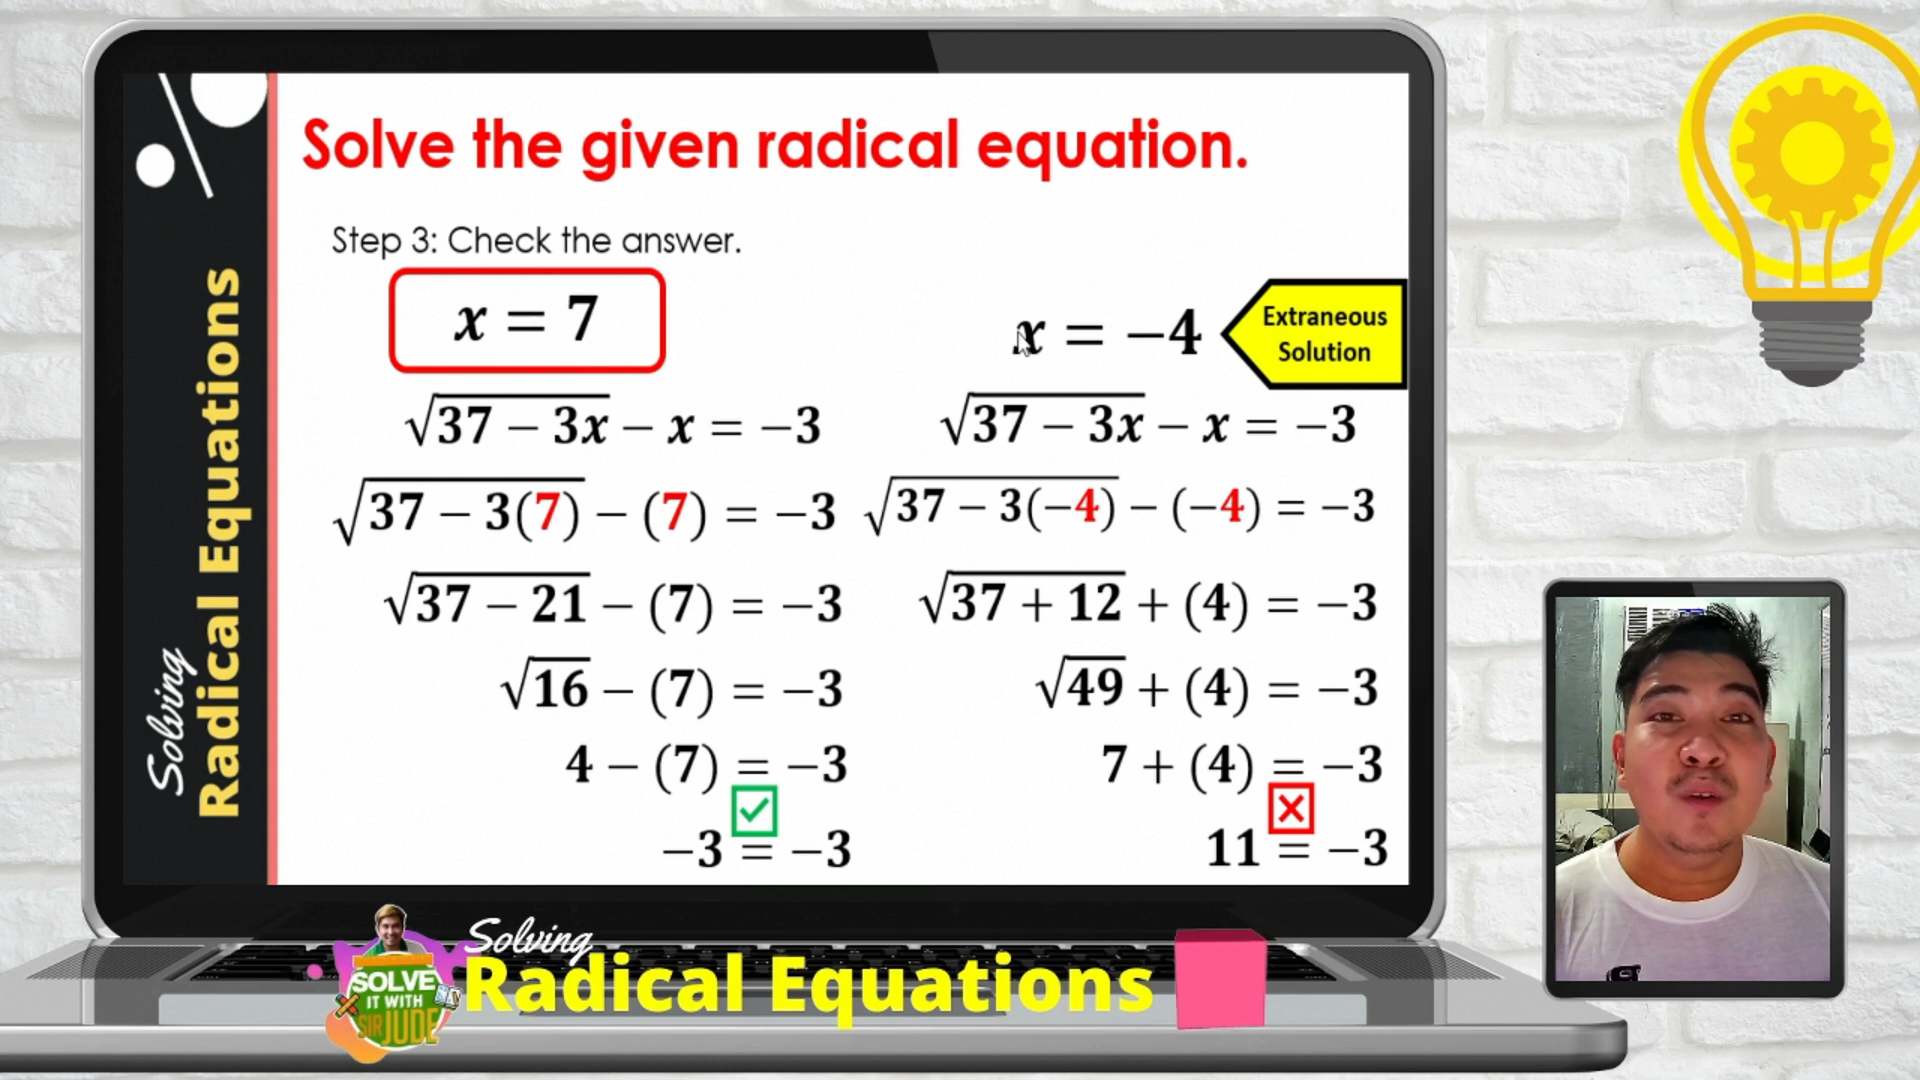 Solve the given radical equation.
Step 3: Check the answer.
x = 7
x = −4
Extraneous
Solution
√37 − 3x − x = −3
√37 − 3x − x = −3
√37 − 3(7) − (7) = −3
√37 − 3(−4) − (−4) = −3
√37 − 21 − (7) = −3
√37 + 12 + (4) = −3
√16 − (7) = −3
√49 + (4) = −3
4 − (7) = −3
7 + (4) = −3
−3 = −3
11 = −3
Solving
Radical Equations
Solving
Radical Equations
SOLVE
IT WITH
SIR JUDE